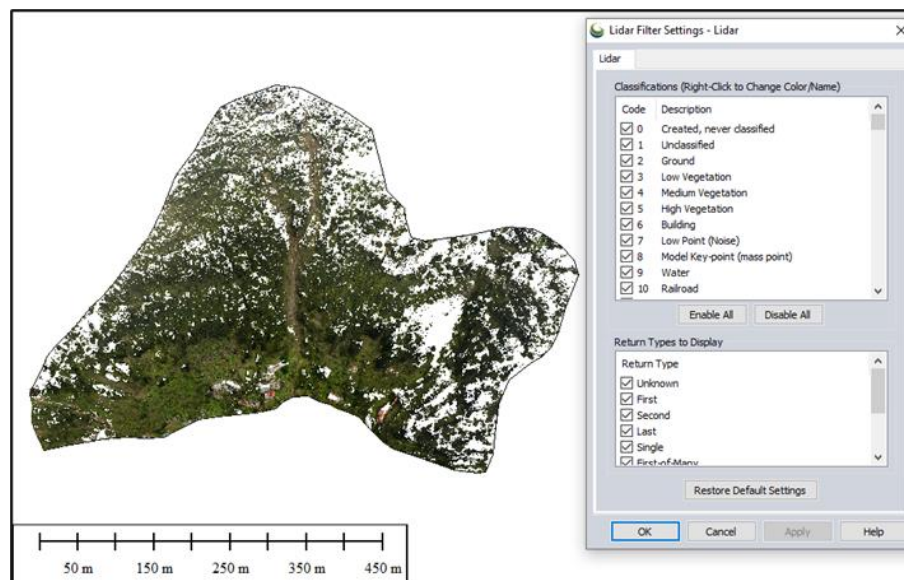 Lidar Filter Settings - Lidar
Lidar
Classifications (Right-Click to Change Color/Name)
Code Description
0 Created, never classified
1 Unclassified
2 Ground
3 Low Vegetation
4 Medium Vegetation
5 High Vegetation
6 Building
7 Low Point (Noise)
8 Model Key-point (mass point)
9 Water
10 Railroad
Enable All Disable All
Return Types to Display
Return Type
Unknown
First
Second
Last
Single
First-of-Many
Restore Default Settings
OK Cancel Apply Help
50 m 150 m 250 m 350 m 450 m